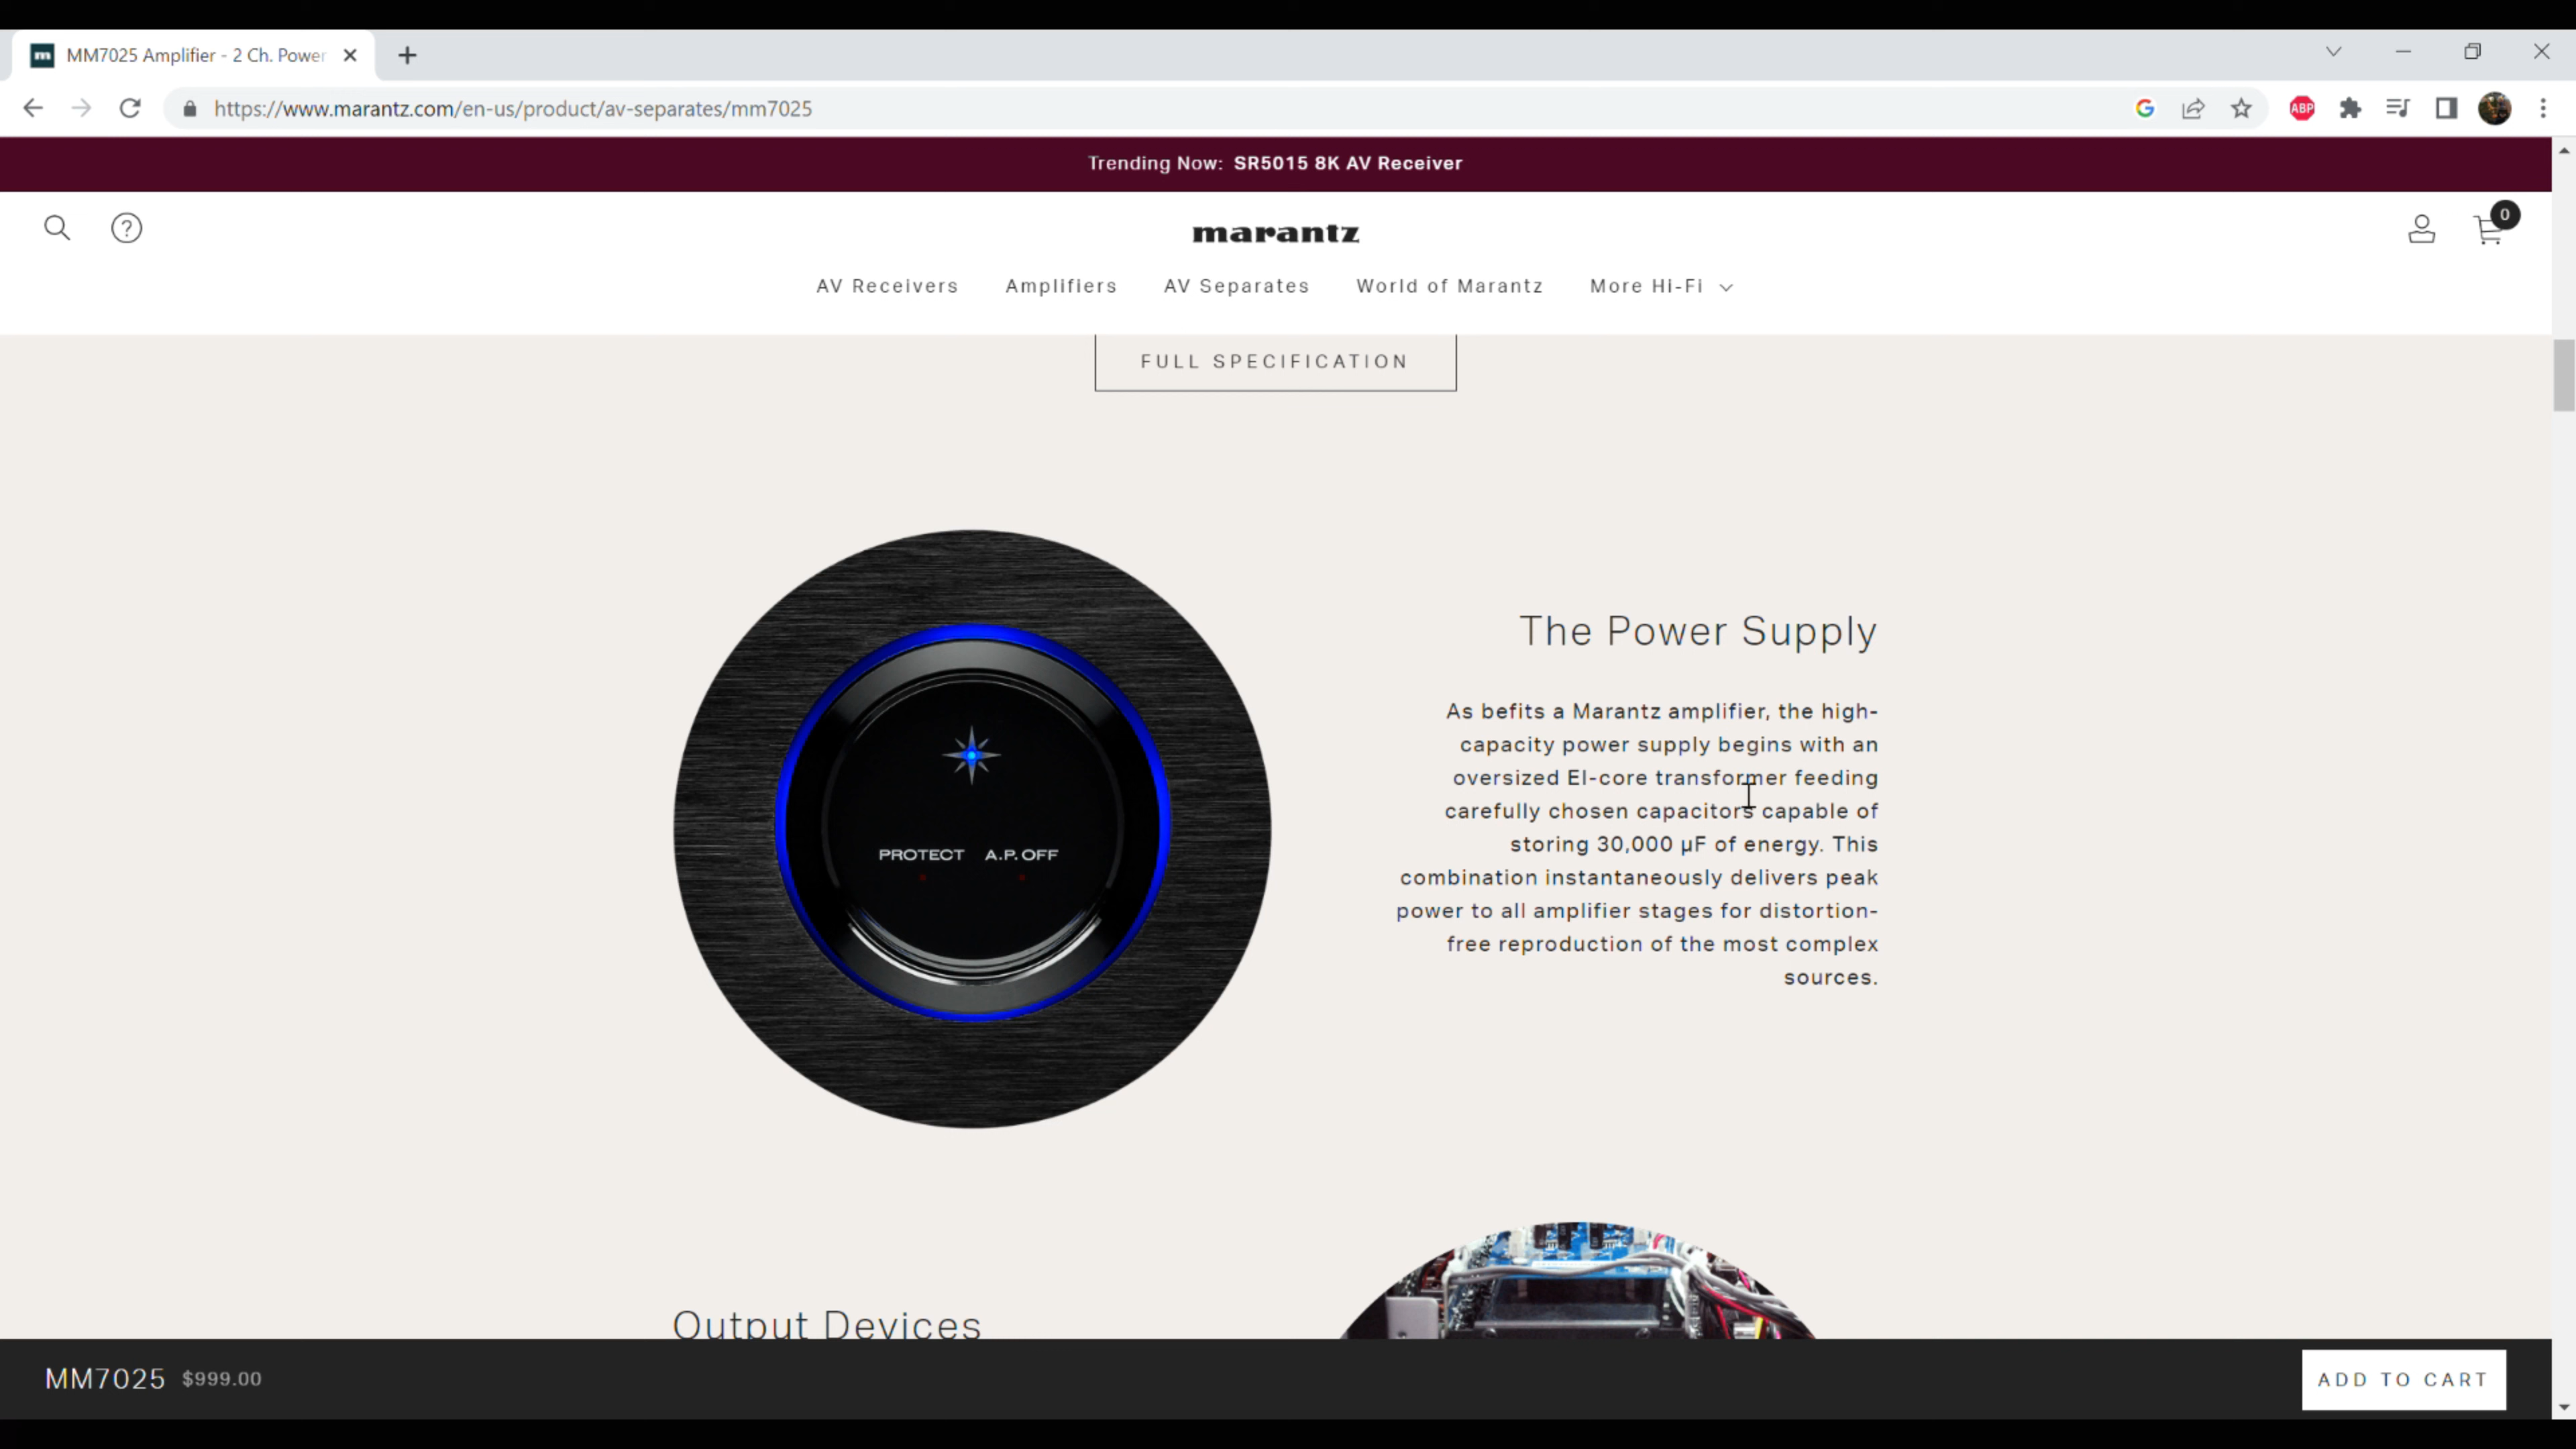 MM7025 Amplifier - 2 Ch. Power
https://www.marantz.com/en-us/product/av-separates/mm7025
ABP
Trending Now: SR5015 8K AV Receiver
marantz
0
AV Receivers Amplifiers AV Separates World of Marantz More Hi-Fi
FULL SPECIFICATION
The Power Supply
As befits a Marantz amplifier, the high-
capacity power supply begins with an
oversized EI-core transformer feeding
carefully chosen capacitors capable of
storing 30,000 μF of energy. This
combination instantaneously delivers peak
power to all amplifier stages for distortion-
free reproduction of the most complex
sources.
PROTECT A.P. OFF
Output Devices
MM7025 $999.00
ADD TO CART